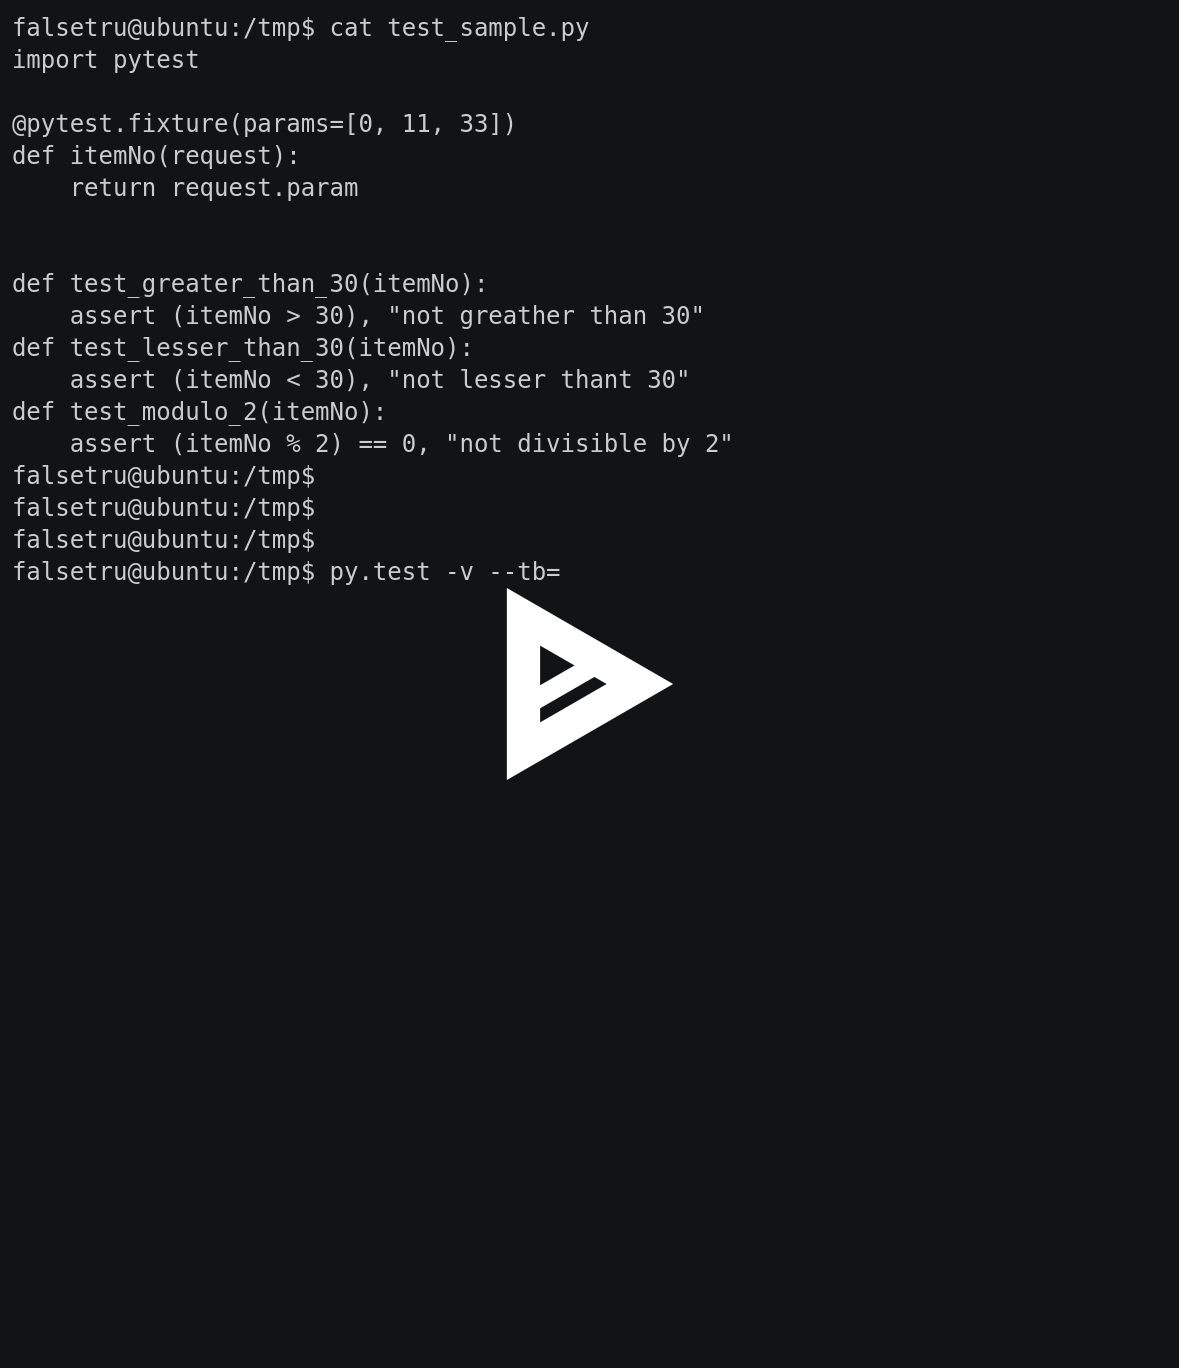 falsetru@ubuntu:/tmp$ cat test_sample.py
import pytest

@pytest.fixture(params=[0, 11, 33])
def itemNo(request):
    return request.param


def test_greater_than_30(itemNo):
    assert (itemNo > 30), "not greather than 30"
def test_lesser_than_30(itemNo):
    assert (itemNo < 30), "not lesser thant 30"
def test_modulo_2(itemNo):
    assert (itemNo % 2) == 0, "not divisible by 2"
falsetru@ubuntu:/tmp$
falsetru@ubuntu:/tmp$
falsetru@ubuntu:/tmp$
falsetru@ubuntu:/tmp$ py.test -v --tb=